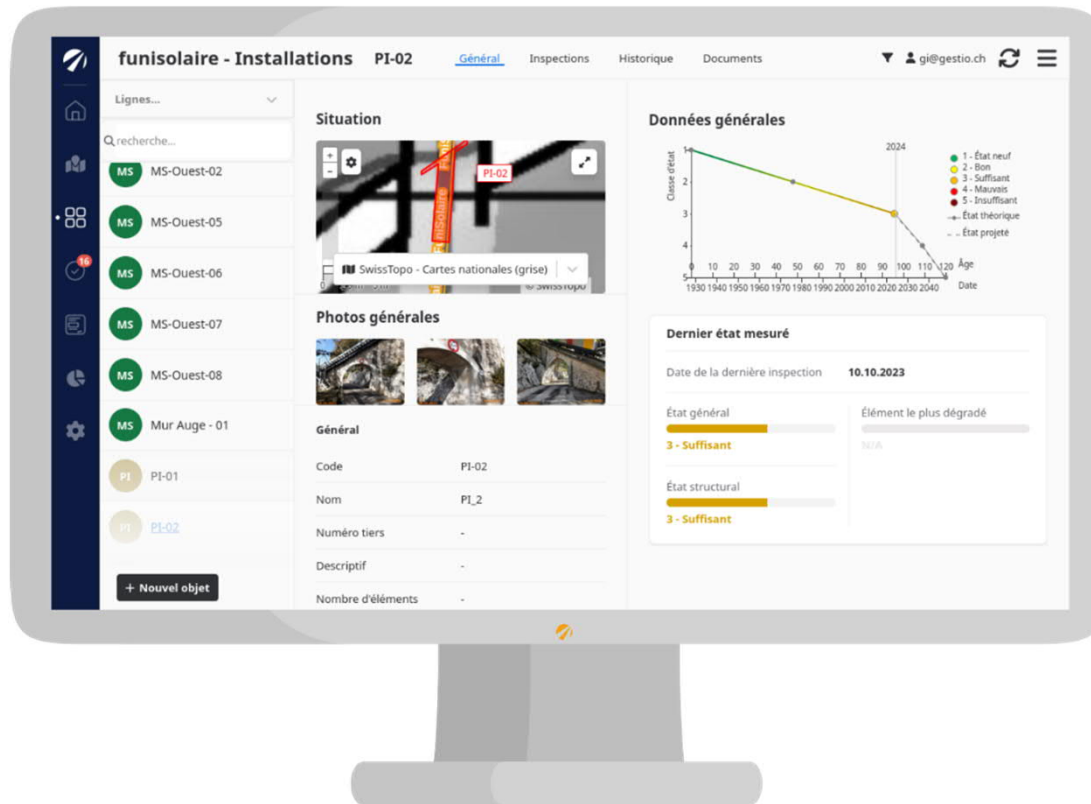 funisolaire - Installations PI-02 Général Inspections Historique Documents gi@gestio.ch
Lignes...
recherche...
MS MS-Ouest-02
MS MS-Ouest-05
MS MS-Ouest-06
MS MS-Ouest-07
MS MS-Ouest-08
MS Mur Auge - 01
PI PI-01
PI PI-02
+ Nouvel objet
16
Situation
+
-
PI-02
FuniSolaire
SwissTopo - Cartes nationales (grise)
© SwissTopo
Photos générales
Général
Code PI-02
Nom PI_2
Numéro tiers -
Descriptif -
Nombre d'éléments -
Données générales
2024
Classe d'état
1
2
3
4
5
0 10 20 30 40 50 60 70 80 90 100 110 120 Âge
1930 1940 1950 1960 1970 1980 1990 2000 2010 2020 2030 2040 Date
1 - État neuf
2 - Bon
3 - Suffisant
4 - Mauvais
5 - Insuffisant
État théorique
État projeté
Dernier état mesuré
Date de la dernière inspection 10.10.2023
État général
3 - Suffisant
Élément le plus dégradé
N/A
État structural
3 - Suffisant